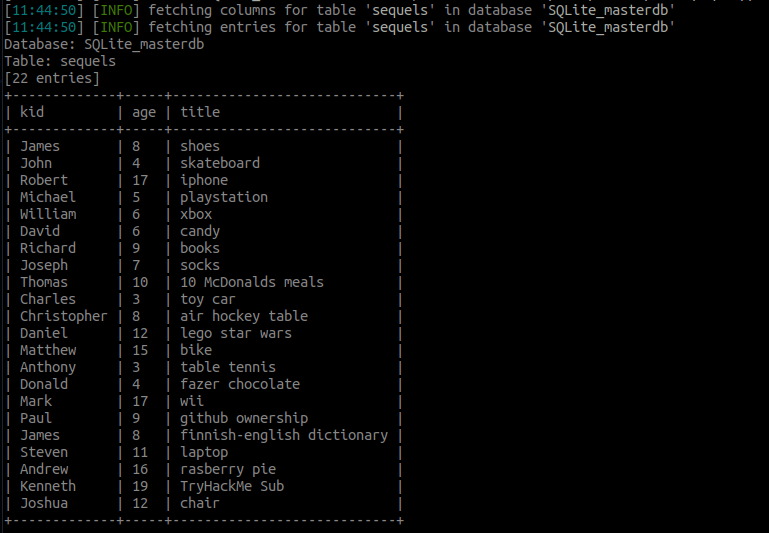 [11:44:50] [INFO] fetching columns for table 'sequels' in database 'SQLite_masterdb'
[11:44:50] [INFO] fetching entries for table 'sequels' in database 'SQLite_masterdb'
Database: SQLite_masterdb
Table: sequels
[22 entries]
+-------------+-----+----------------------------+
| kid         | age | title                      |
+-------------+-----+----------------------------+
| James       | 8   | shoes                      |
| John        | 4   | skateboard                 |
| Robert      | 17  | iphone                     |
| Michael     | 5   | playstation                |
| William     | 6   | xbox                       |
| David       | 6   | candy                      |
| Richard     | 9   | books                      |
| Joseph      | 7   | socks                      |
| Thomas      | 10  | 10 McDonalds meals         |
| Charles     | 3   | toy car                    |
| Christopher | 8   | air hockey table           |
| Daniel      | 12  | lego star wars             |
| Matthew     | 15  | bike                       |
| Anthony     | 3   | table tennis               |
| Donald      | 4   | fazer chocolate            |
| Mark        | 17  | wii                        |
| Paul        | 9   | github ownership           |
| James       | 8   | finnish-english dictionary |
| Steven      | 11  | laptop                     |
| Andrew      | 16  | rasberry pie               |
| Kenneth     | 19  | TryHackMe Sub              |
| Joshua      | 12  | chair                      |
+-------------+-----+----------------------------+